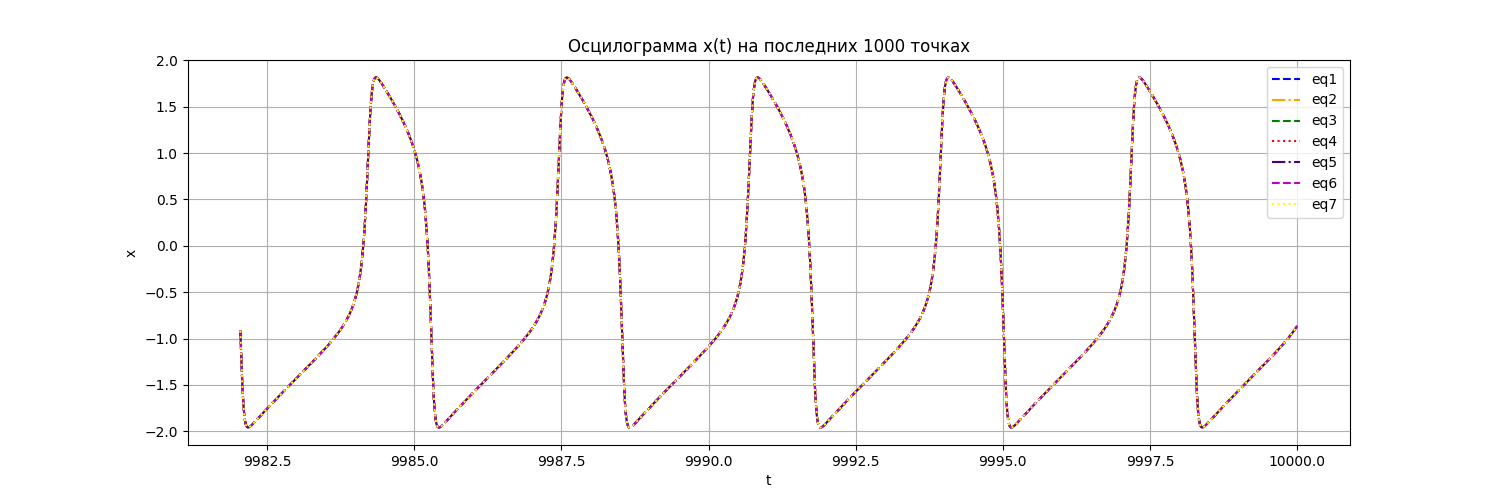 Осцилограмма x(t) на последних 1000 точках
2.0
1.5
1.0
0.5
0.0
−0.5
−1.0
−1.5
−2.0
x
9982.5
9985.0
9987.5
9990.0
9992.5
9995.0
9997.5
10000.0
t
eq1
eq2
eq3
eq4
eq5
eq6
eq7